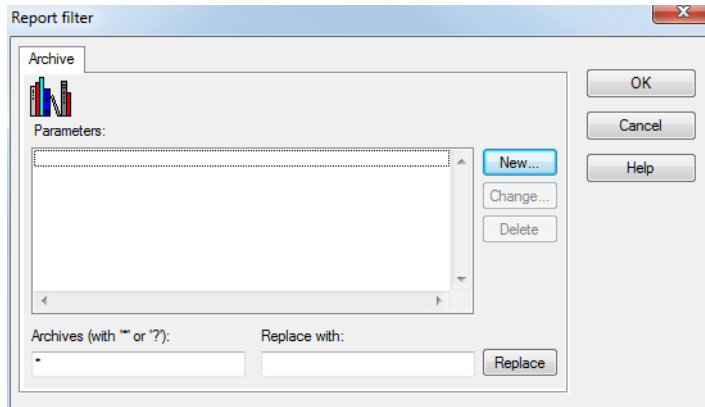 Report filter
Archive
OK
Parameters:
Cancel
New...
Help
Change...
Delete
Archives (with '*' or '?'):
Replace with:
*
Replace